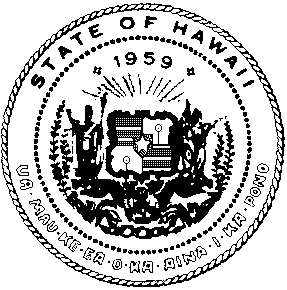 STATE OF HAWAII
1959
UA·MAU·KE·EA·O·KA·AINA·I·KA·PONO